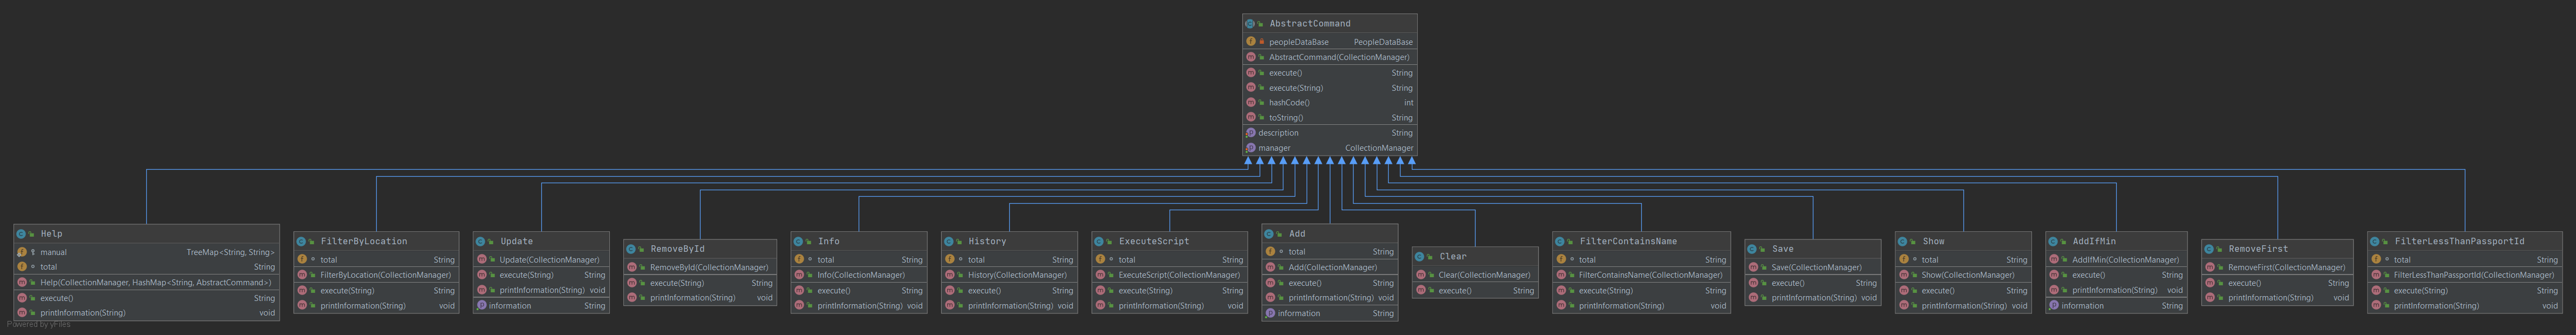 AbstractCommand
peopleDataBase PeopleDataBase
AbstractCommand(CollectionManager)
execute() String
execute(String) String
hashCode() int
toString() String
description String
manager CollectionManager
Help
manual TreeMap<String, String>
total String
Help(CollectionManager, HashMap<String, AbstractCommand>)
execute() String
printInformation(String) void
FilterByLocation
total String
FilterByLocation(CollectionManager)
execute(String) String
printInformation(String) void
Update
Update(CollectionManager)
execute(String) String
printInformation(String) void
information String
RemoveById
RemoveById(CollectionManager)
execute(String) String
printInformation(String) void
Info
total String
Info(CollectionManager)
execute() String
printInformation(String) void
History
total String
History(CollectionManager)
execute() String
printInformation(String) void
ExecuteScript
total String
ExecuteScript(CollectionManager)
execute(String) String
printInformation(String) void
Add
total String
Add(CollectionManager)
execute() String
printInformation(String) void
information String
Clear
Clear(CollectionManager)
execute() String
FilterContainsName
total String
FilterContainsName(CollectionManager)
execute(String) String
printInformation(String) void
Save
Save(CollectionManager)
execute() String
printInformation(String) void
Show
total String
Show(CollectionManager)
execute() String
printInformation(String) void
AddIfMin
AddIfMin(CollectionManager)
execute() String
printInformation(String) void
information String
RemoveFirst
RemoveFirst(CollectionManager)
execute() String
printInformation(String) void
FilterLessThanPassportId
total String
FilterLessThanPassportId(CollectionManager)
execute(String) String
printInformation(String) void
Powered by yFiles